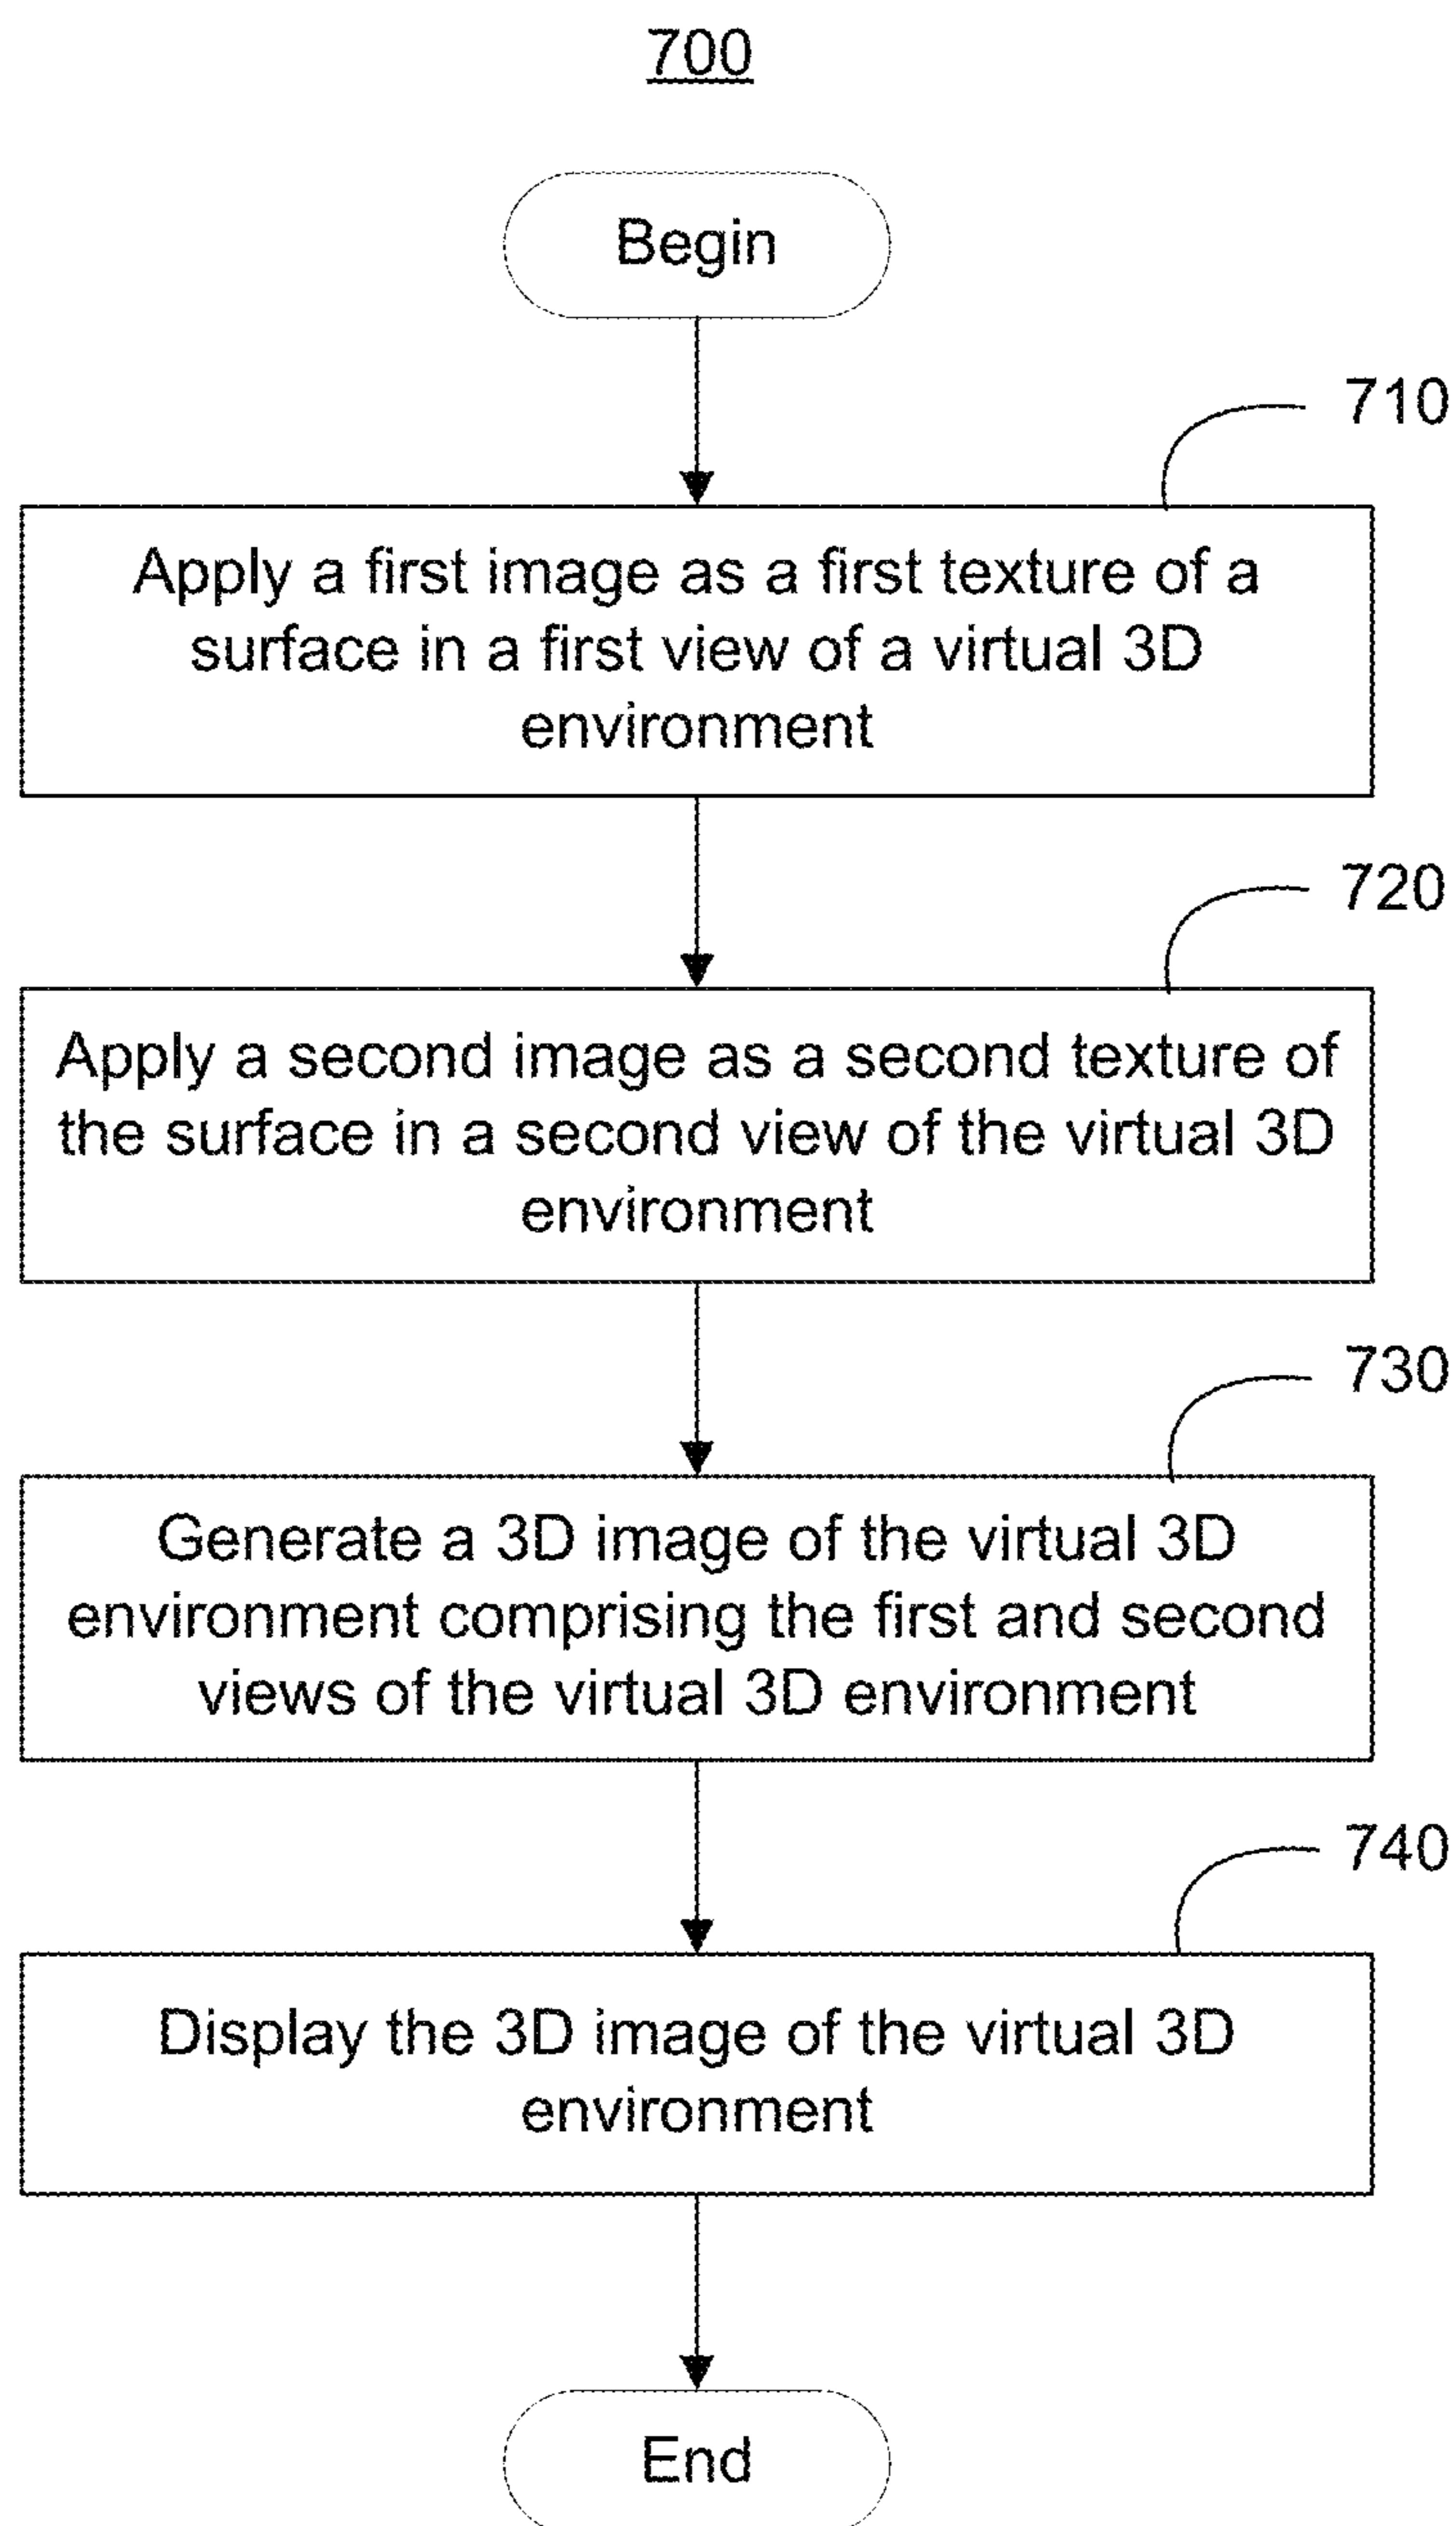 700
Begin
710
Apply a first image as a first texture of a
surface in a first view of a virtual 3D
environment
720
Apply a second image as a second texture of
the surface in a second view of the virtual 3D
environment
730
Generate a 3D image of the virtual 3D
environment comprising the first and second
views of the virtual 3D environment
740
Display the 3D image of the virtual 3D
environment
End